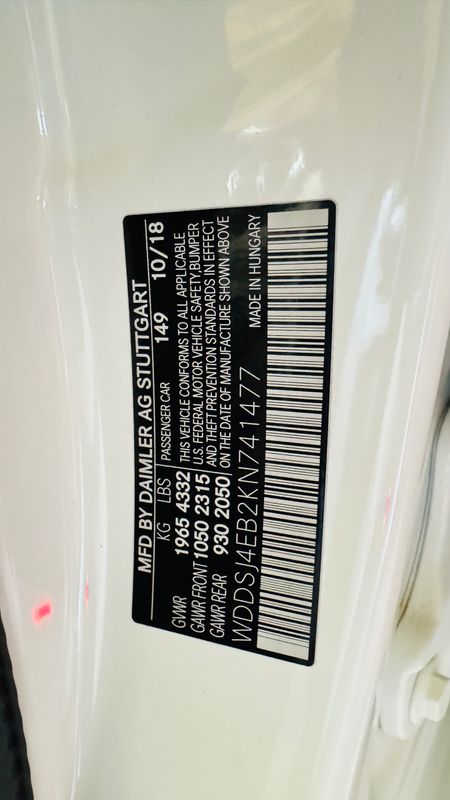 MFD BY DAIMLER AG STUTTGART
KG LBS PASSENGER CAR 149 10/18
GVWR 1965 4332 THIS VEHICLE CONFORMS TO ALL APPLICABLE
GAWR FRONT 1050 2315 U.S. FEDERAL MOTOR VEHICLE SAFETY,BUMPER
GAWR REAR 930 2050 AND THEFT PREVENTION STANDARDS IN EFFECT
ON THE DATE OF MANUFACTURE SHOWN ABOVE
WDDSJ4EB2KN741477 MADE IN HUNGARY